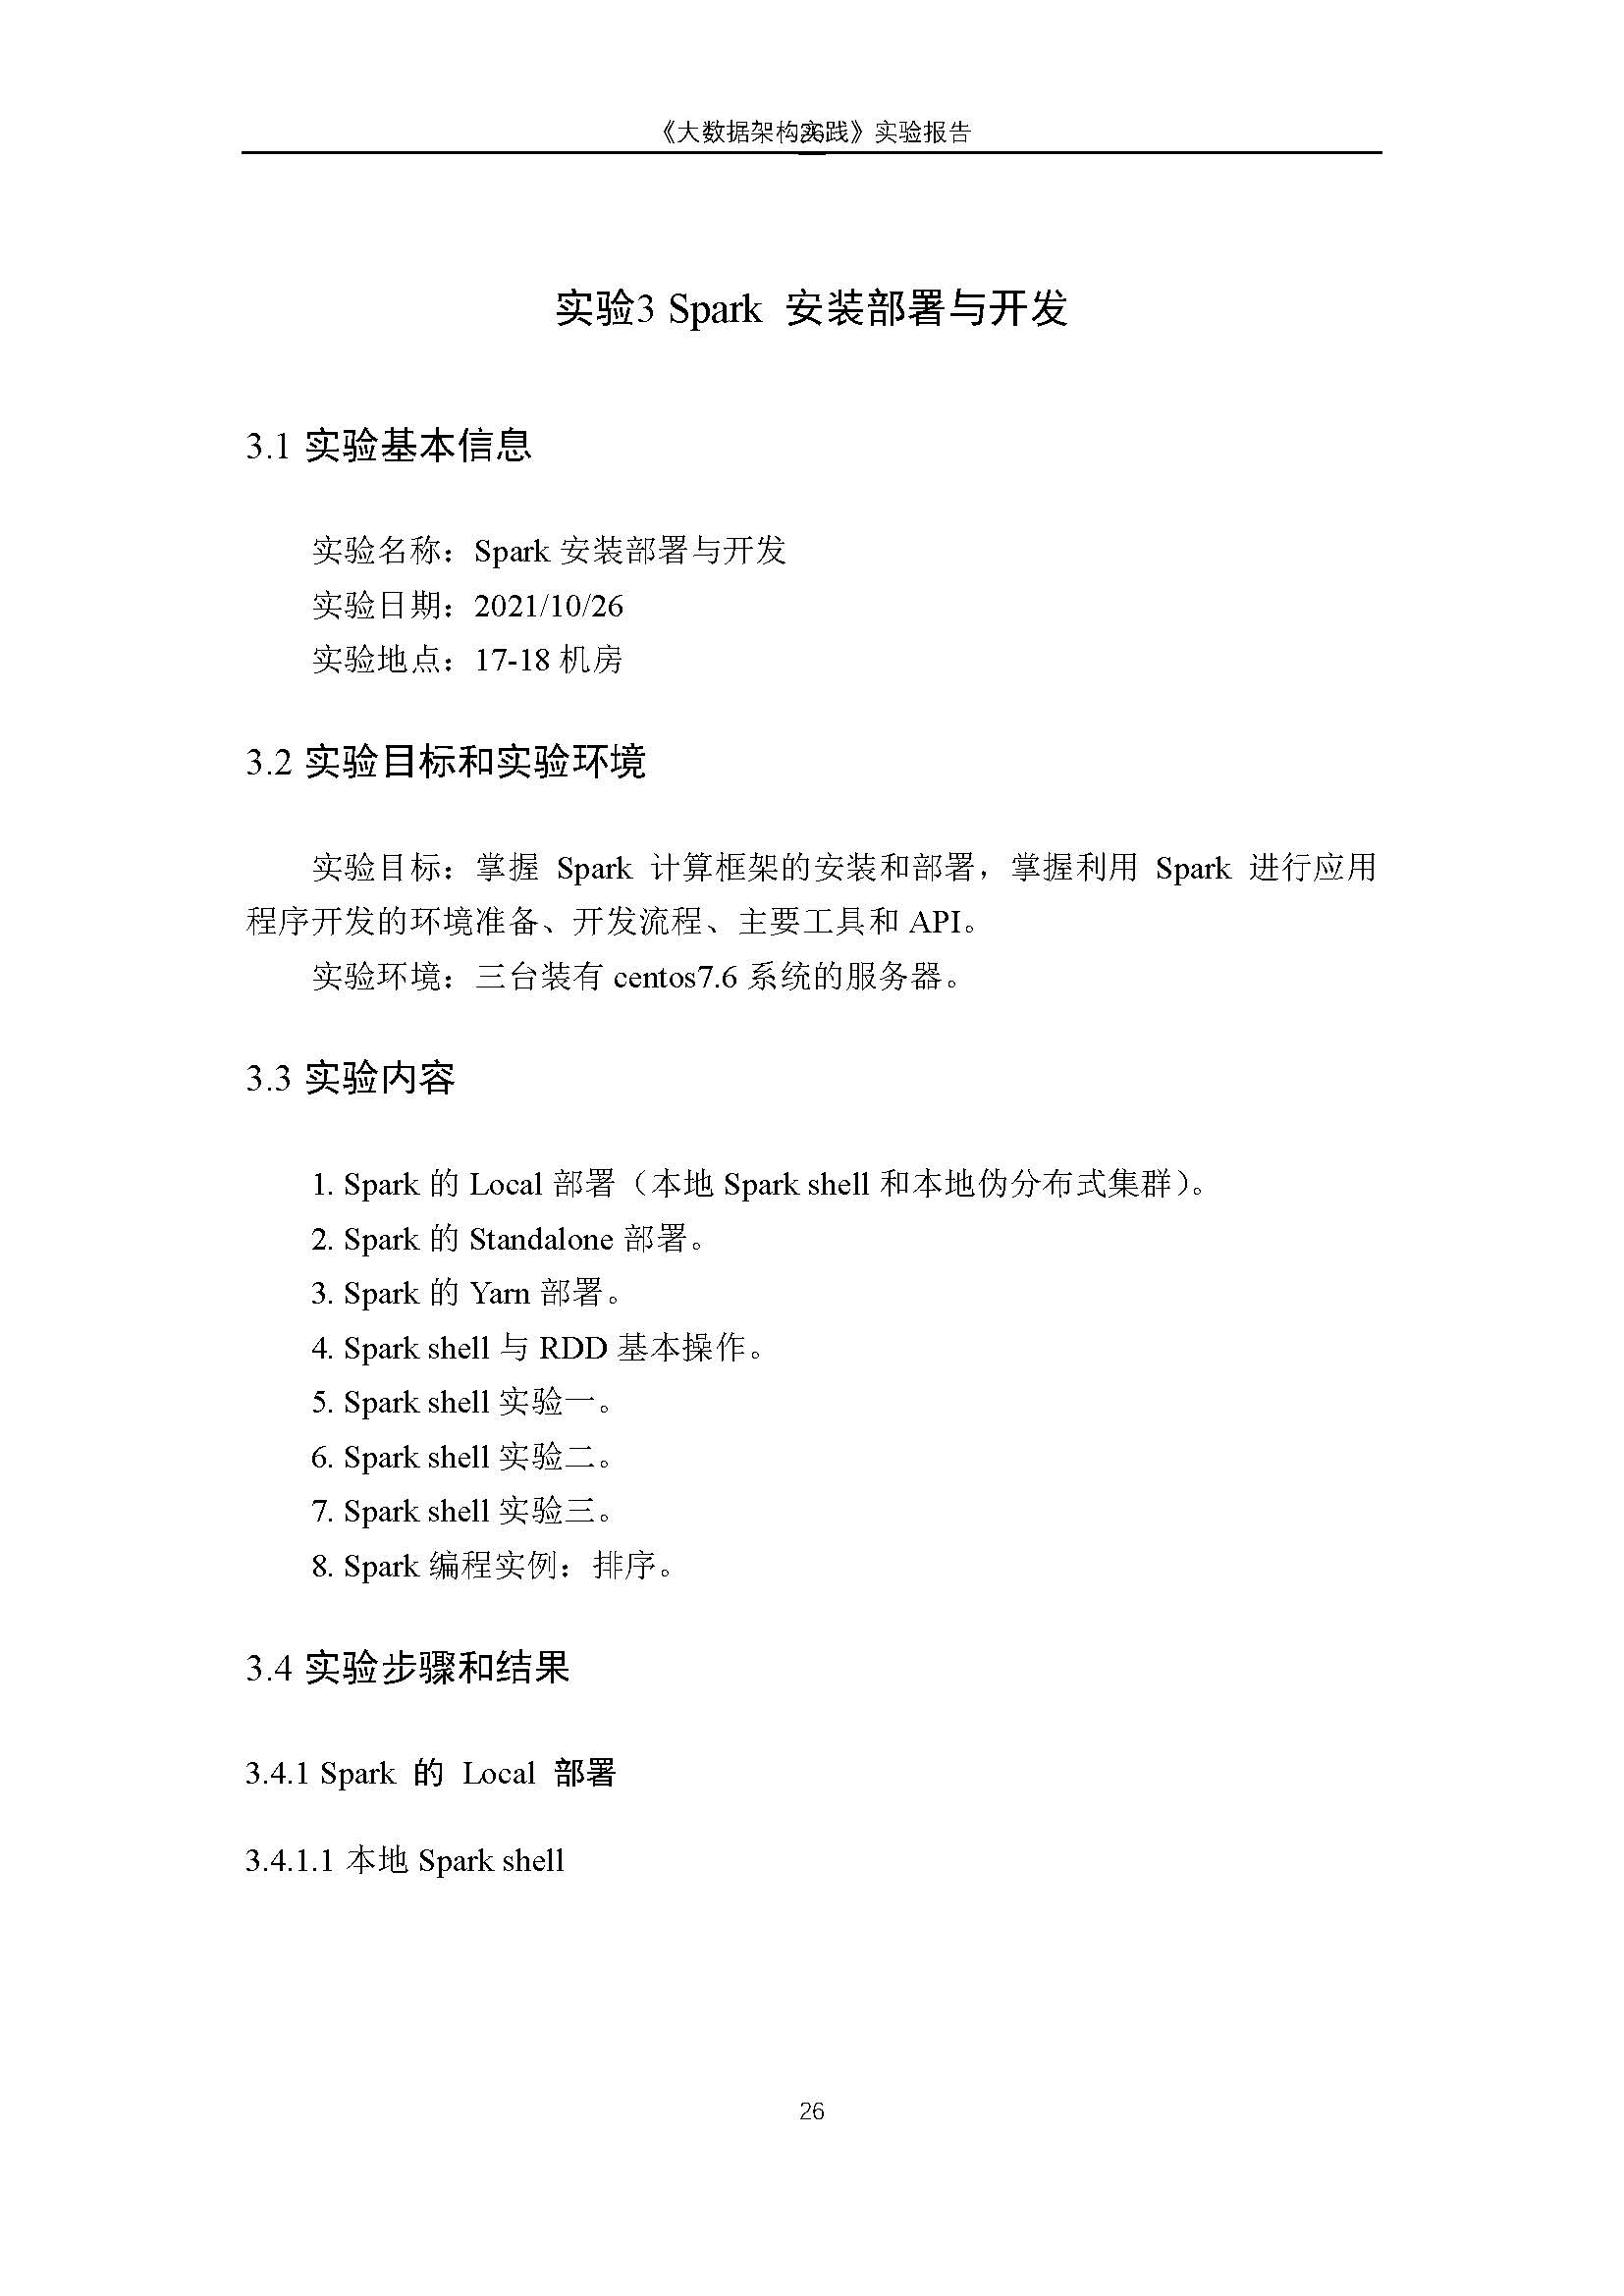 《大数据架构实践》实验报告
26
实验3 Spark 安装部署与开发
3.1 实验基本信息
实验名称：Spark 安装部署与开发
实验日期：2021/10/26
实验地点：17-18 机房
3.2 实验目标和实验环境
实验目标：掌握 Spark 计算框架的安装和部署，掌握利用 Spark 进行应用
程序开发的环境准备、开发流程、主要工具和 API。
实验环境：三台装有 centos7.6 系统的服务器。
3.3 实验内容
1. Spark 的 Local 部署（本地 Spark shell 和本地伪分布式集群）。
2. Spark 的 Standalone 部署。
3. Spark 的 Yarn 部署。
4. Spark shell 与 RDD 基本操作。
5. Spark shell 实验一。
6. Spark shell 实验二。
7. Spark shell 实验三。
8. Spark 编程实例：排序。
3.4 实验步骤和结果
3.4.1 Spark 的 Local 部署
3.4.1.1 本地 Spark shell
26